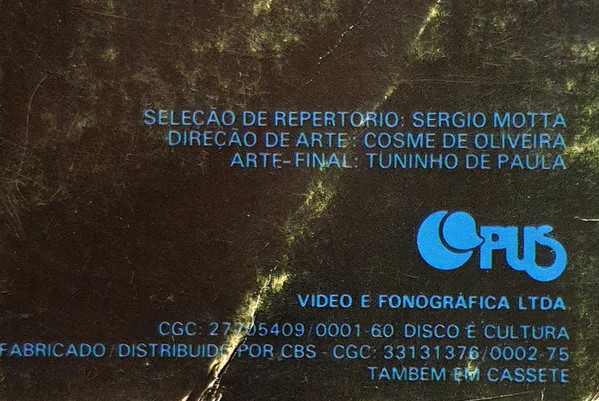 SELEÇÃO DE REPERTÓRIO: SERGIO MOTTA
DIREÇÃO DE ARTE: COSME DE OLIVEIRA
ARTE-FINAL: TUNINHO DE PAULA
OPUS
VIDEO E FONOGRÁFICA LTDA.
CGC: 27705409/0001-60 DISCO É CULTURA
FABRICADO/DISTRIBUIDO POR CBS - CGC: 33131376/0002-75
TAMBÉM EM CASSETE